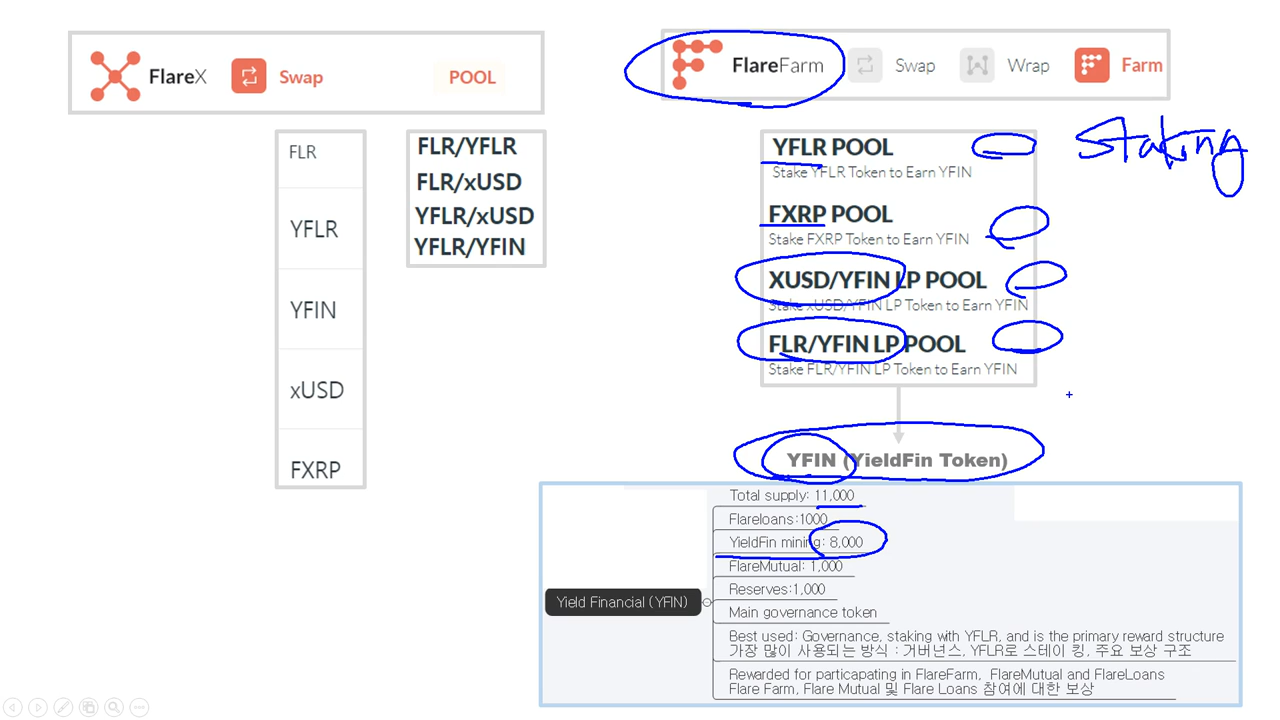 FlareX
Swap
POOL
FLR
YFLR
YFIN
xUSD
FXRP
FLR/YFLR
FLR/xUSD
YFLR/xUSD
YFLR/YFIN
FlareFarm
Swap
Wrap
Farm
YFLR POOL
Stake YFLR Token to Earn YFIN
FXRP POOL
Stake FXRP Token to Earn YFIN
XUSD/YFIN LP POOL
Stake xUSD/YFIN LP Token to Earn YFIN
FLR/YFIN LP POOL
Stake FLR/YFIN LP Token to Earn YFIN
Staking
YFIN (YieldFin Token)
Yield Financial (YFIN)
Total supply: 11,000
Flareloans:1000
YieldFin mining: 8,000
FlareMutual: 1,000
Reserves:1,000
Main governance token
Best used: Governance, staking with YFLR, and is the primary reward structure
가장 많이 사용되는 방식 : 거버넌스, YFLR로 스테이 킹, 주요 보상 구조
Rewarded for particapating in FlareFarm, FlareMutual and FlareLoans
Flare Farm, Flare Mutual 및 Flare Loans 참여에 대한 보상